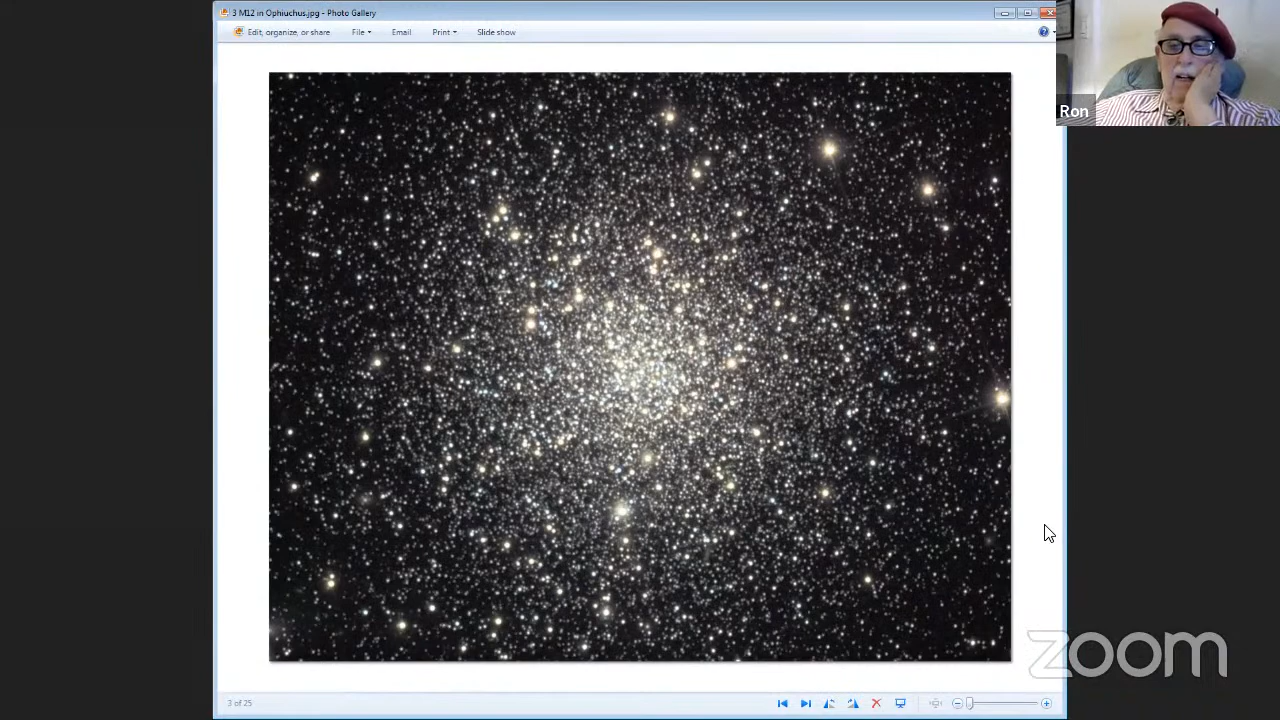 3 M12 in Ophiuchus.jpg - Photo Gallery
Edit, organize, or share File Email Print Slide show
Ron
zoom
3 of 25